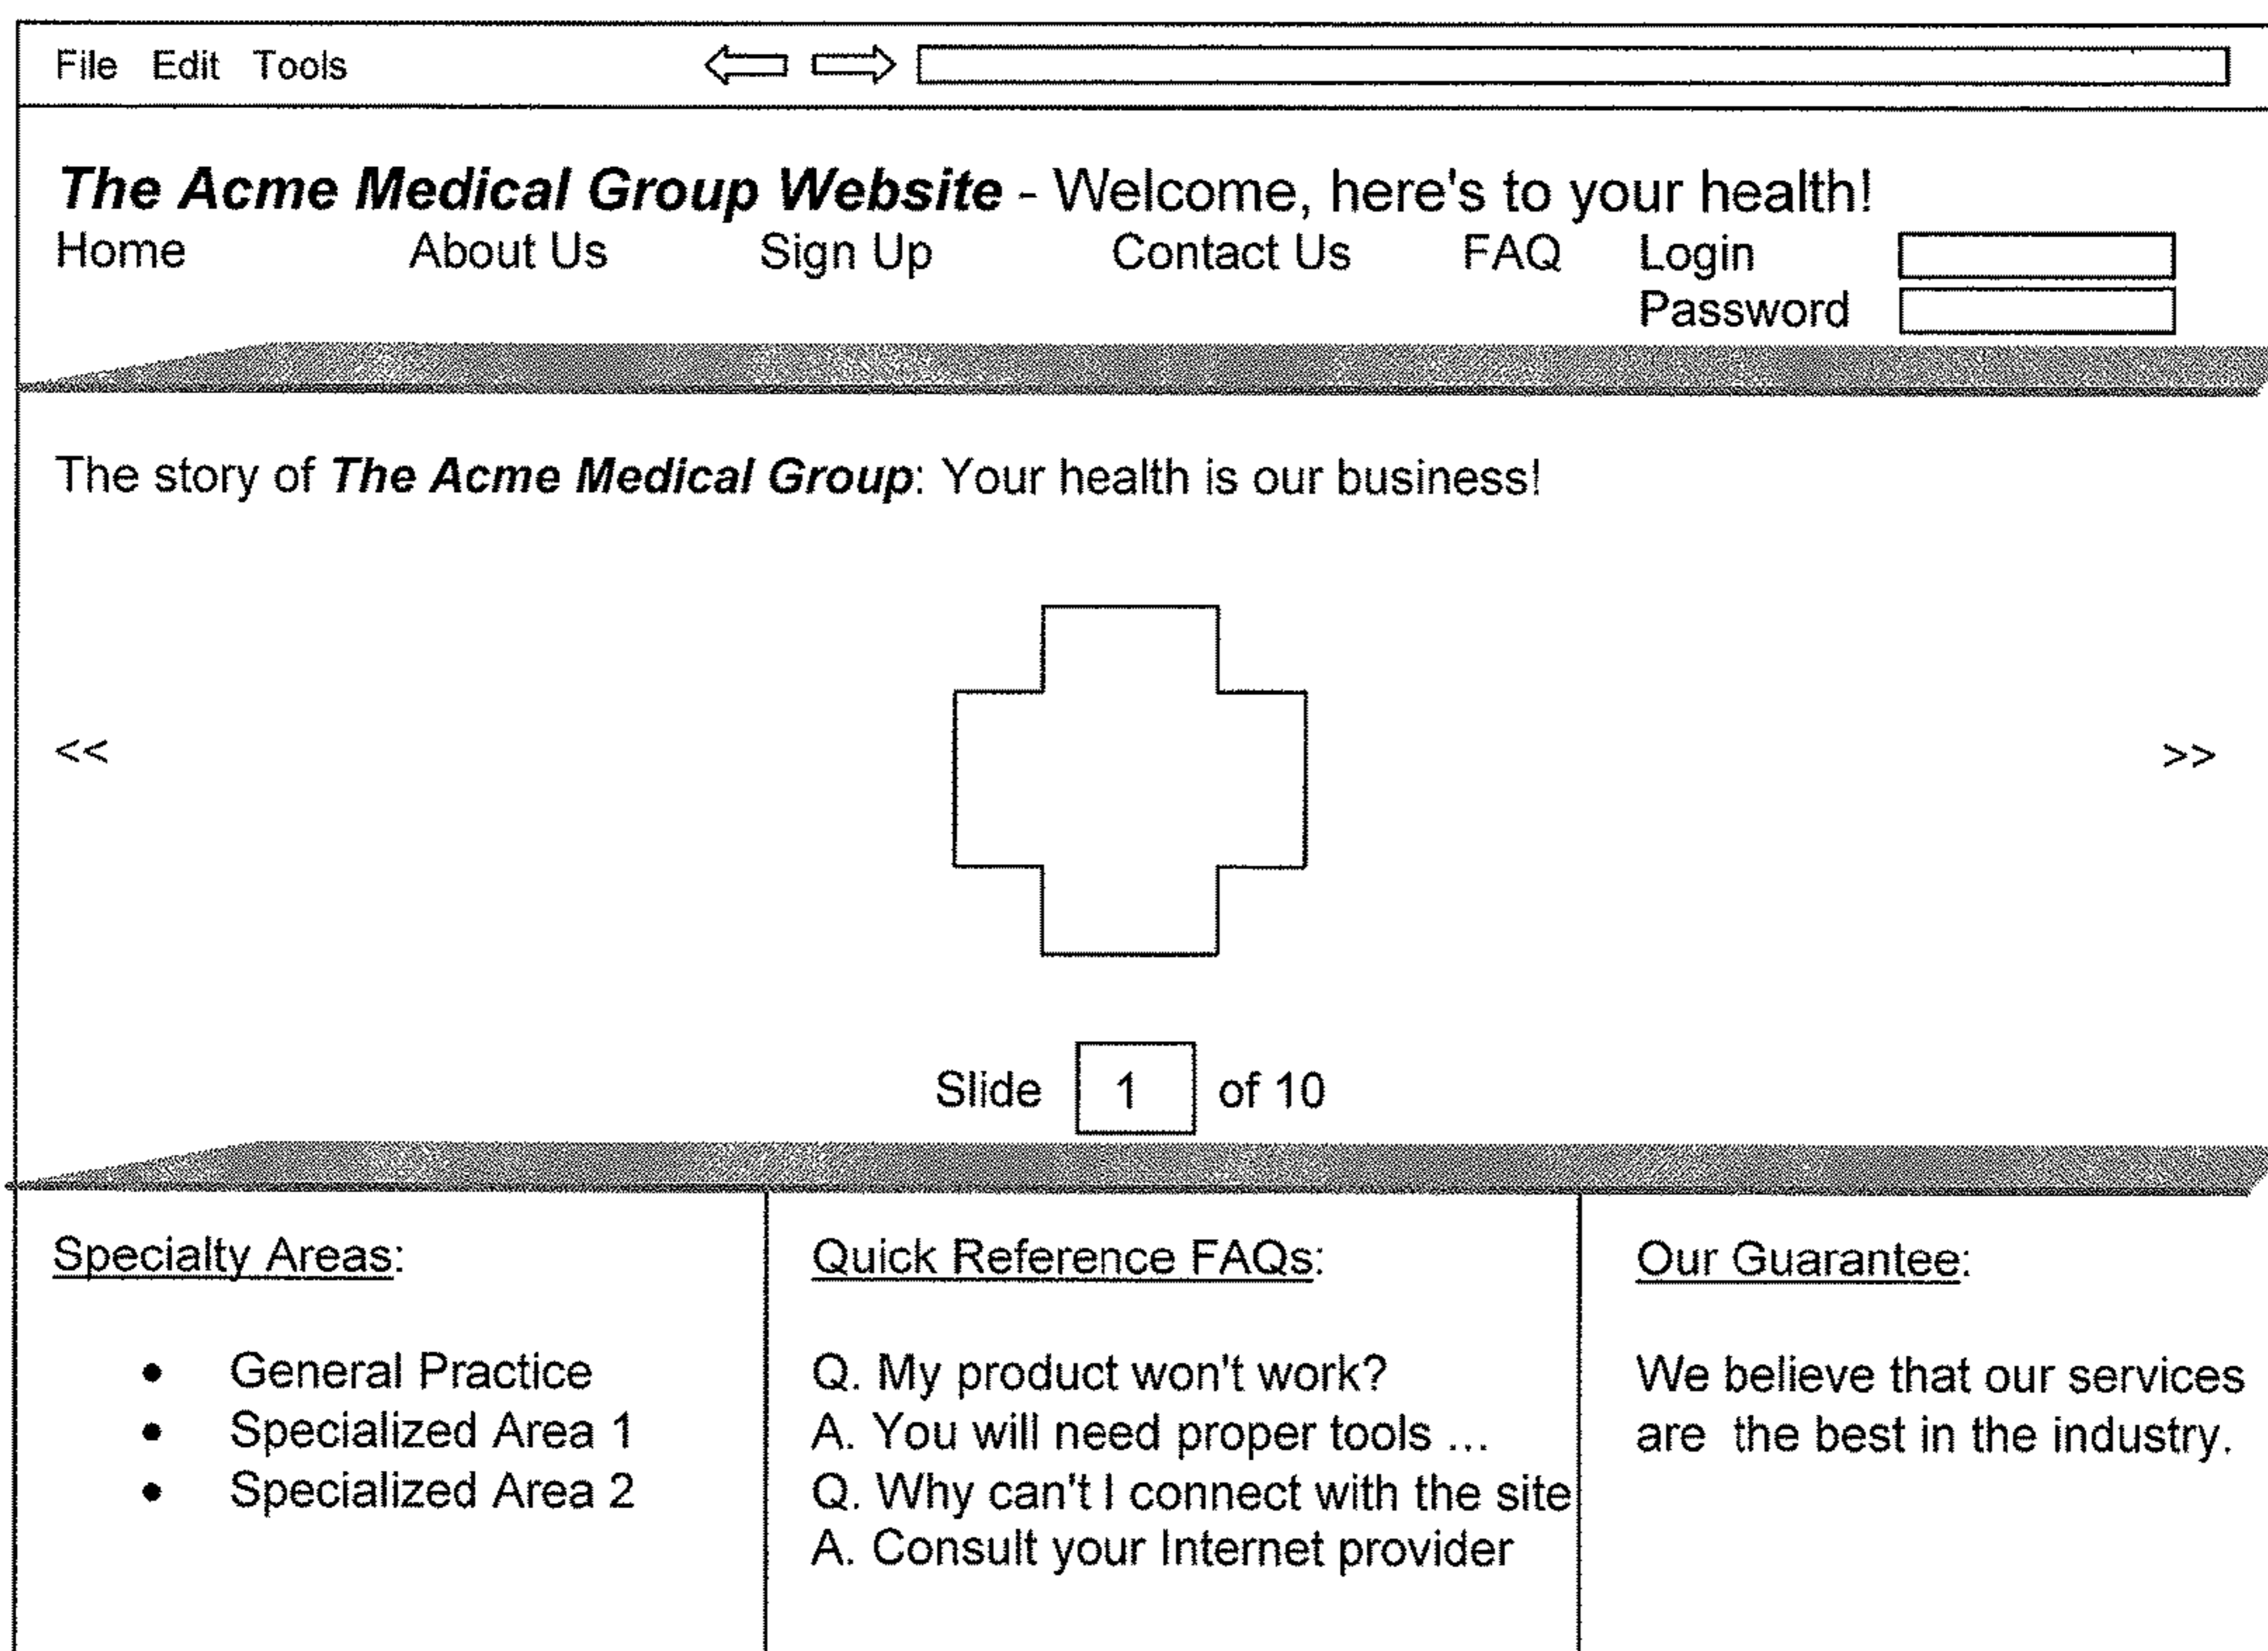 File Edit Tools
The Acme Medical Group Website - Welcome, here's to your health!
Home About Us Sign Up Contact Us FAQ Login
Password
The story of The Acme Medical Group: Your health is our business!
<< >>
Slide 1 of 10
Specialty Areas:
• General Practice
• Specialized Area 1
• Specialized Area 2
Quick Reference FAQs:
Q. My product won't work?
A. You will need proper tools ...
Q. Why can't I connect with the site
A. Consult your Internet provider
Our Guarantee:
We believe that our services
are the best in the industry.